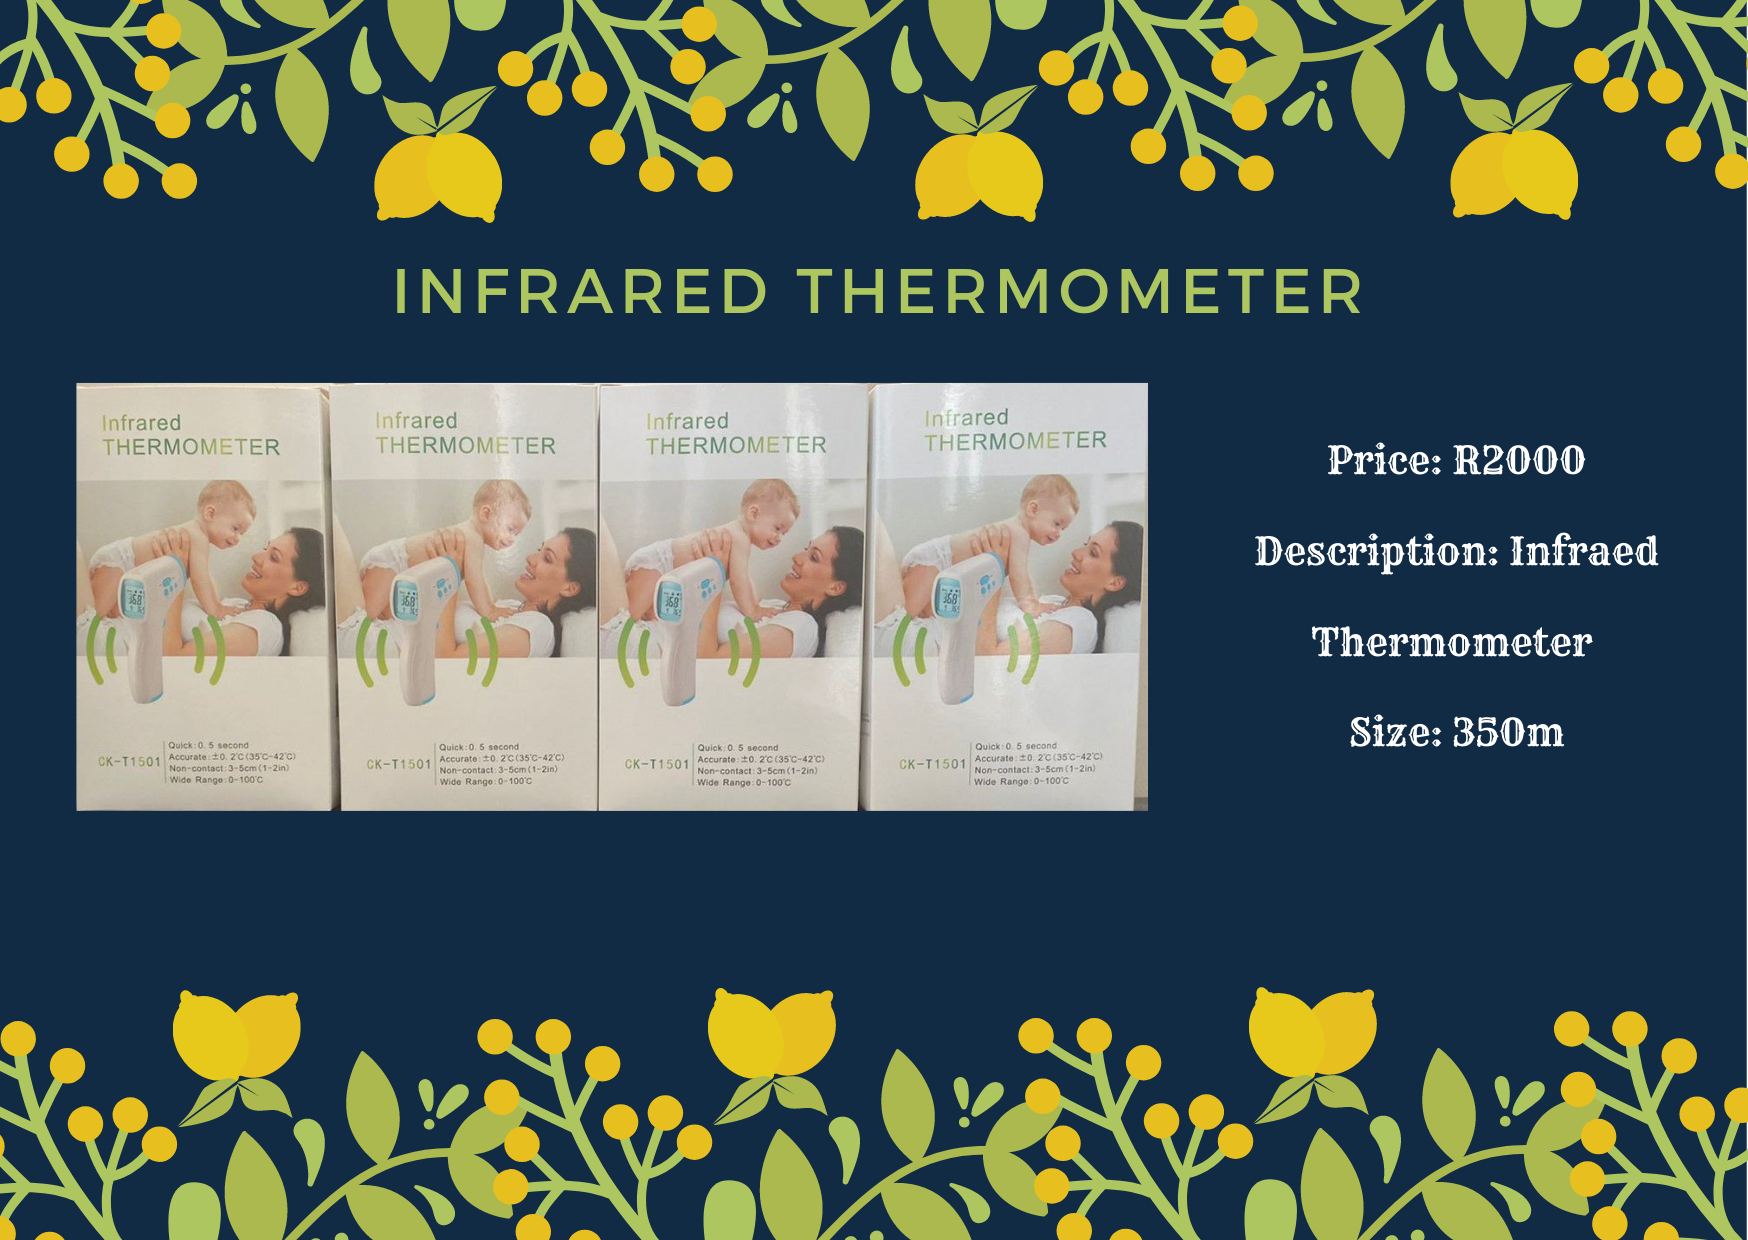 INFRARED THERMOMETER
Infrared
THERMOMETER
CK-T1501
Quick:0. 5 second
Accurate:±0. 2℃(35℃-42℃)
Non-contact:3-5cm(1-2in)
Wide Range:0-100℃
Infrared
THERMOMETER
CK-T1501
Quick:0. 5 second
Accurate:±0. 2℃(35℃-42℃)
Non-contact:3-5cm(1-2in)
Wide Range:0-100℃
Infrared
THERMOMETER
CK-T1501
Quick:0. 5 second
Accurate:±0. 2℃(35℃-42℃)
Non-contact:3-5cm(1-2in)
Wide Range:0-100℃
Infrared
THERMOMETER
CK-T1501
Quick:0. 5 second
Accurate:±0. 2℃(35℃-42℃)
Non-contact:3-5cm(1-2in)
Wide Range:0-100℃
Price: R2000
Description: Infraed
Thermometer
Size: 350m